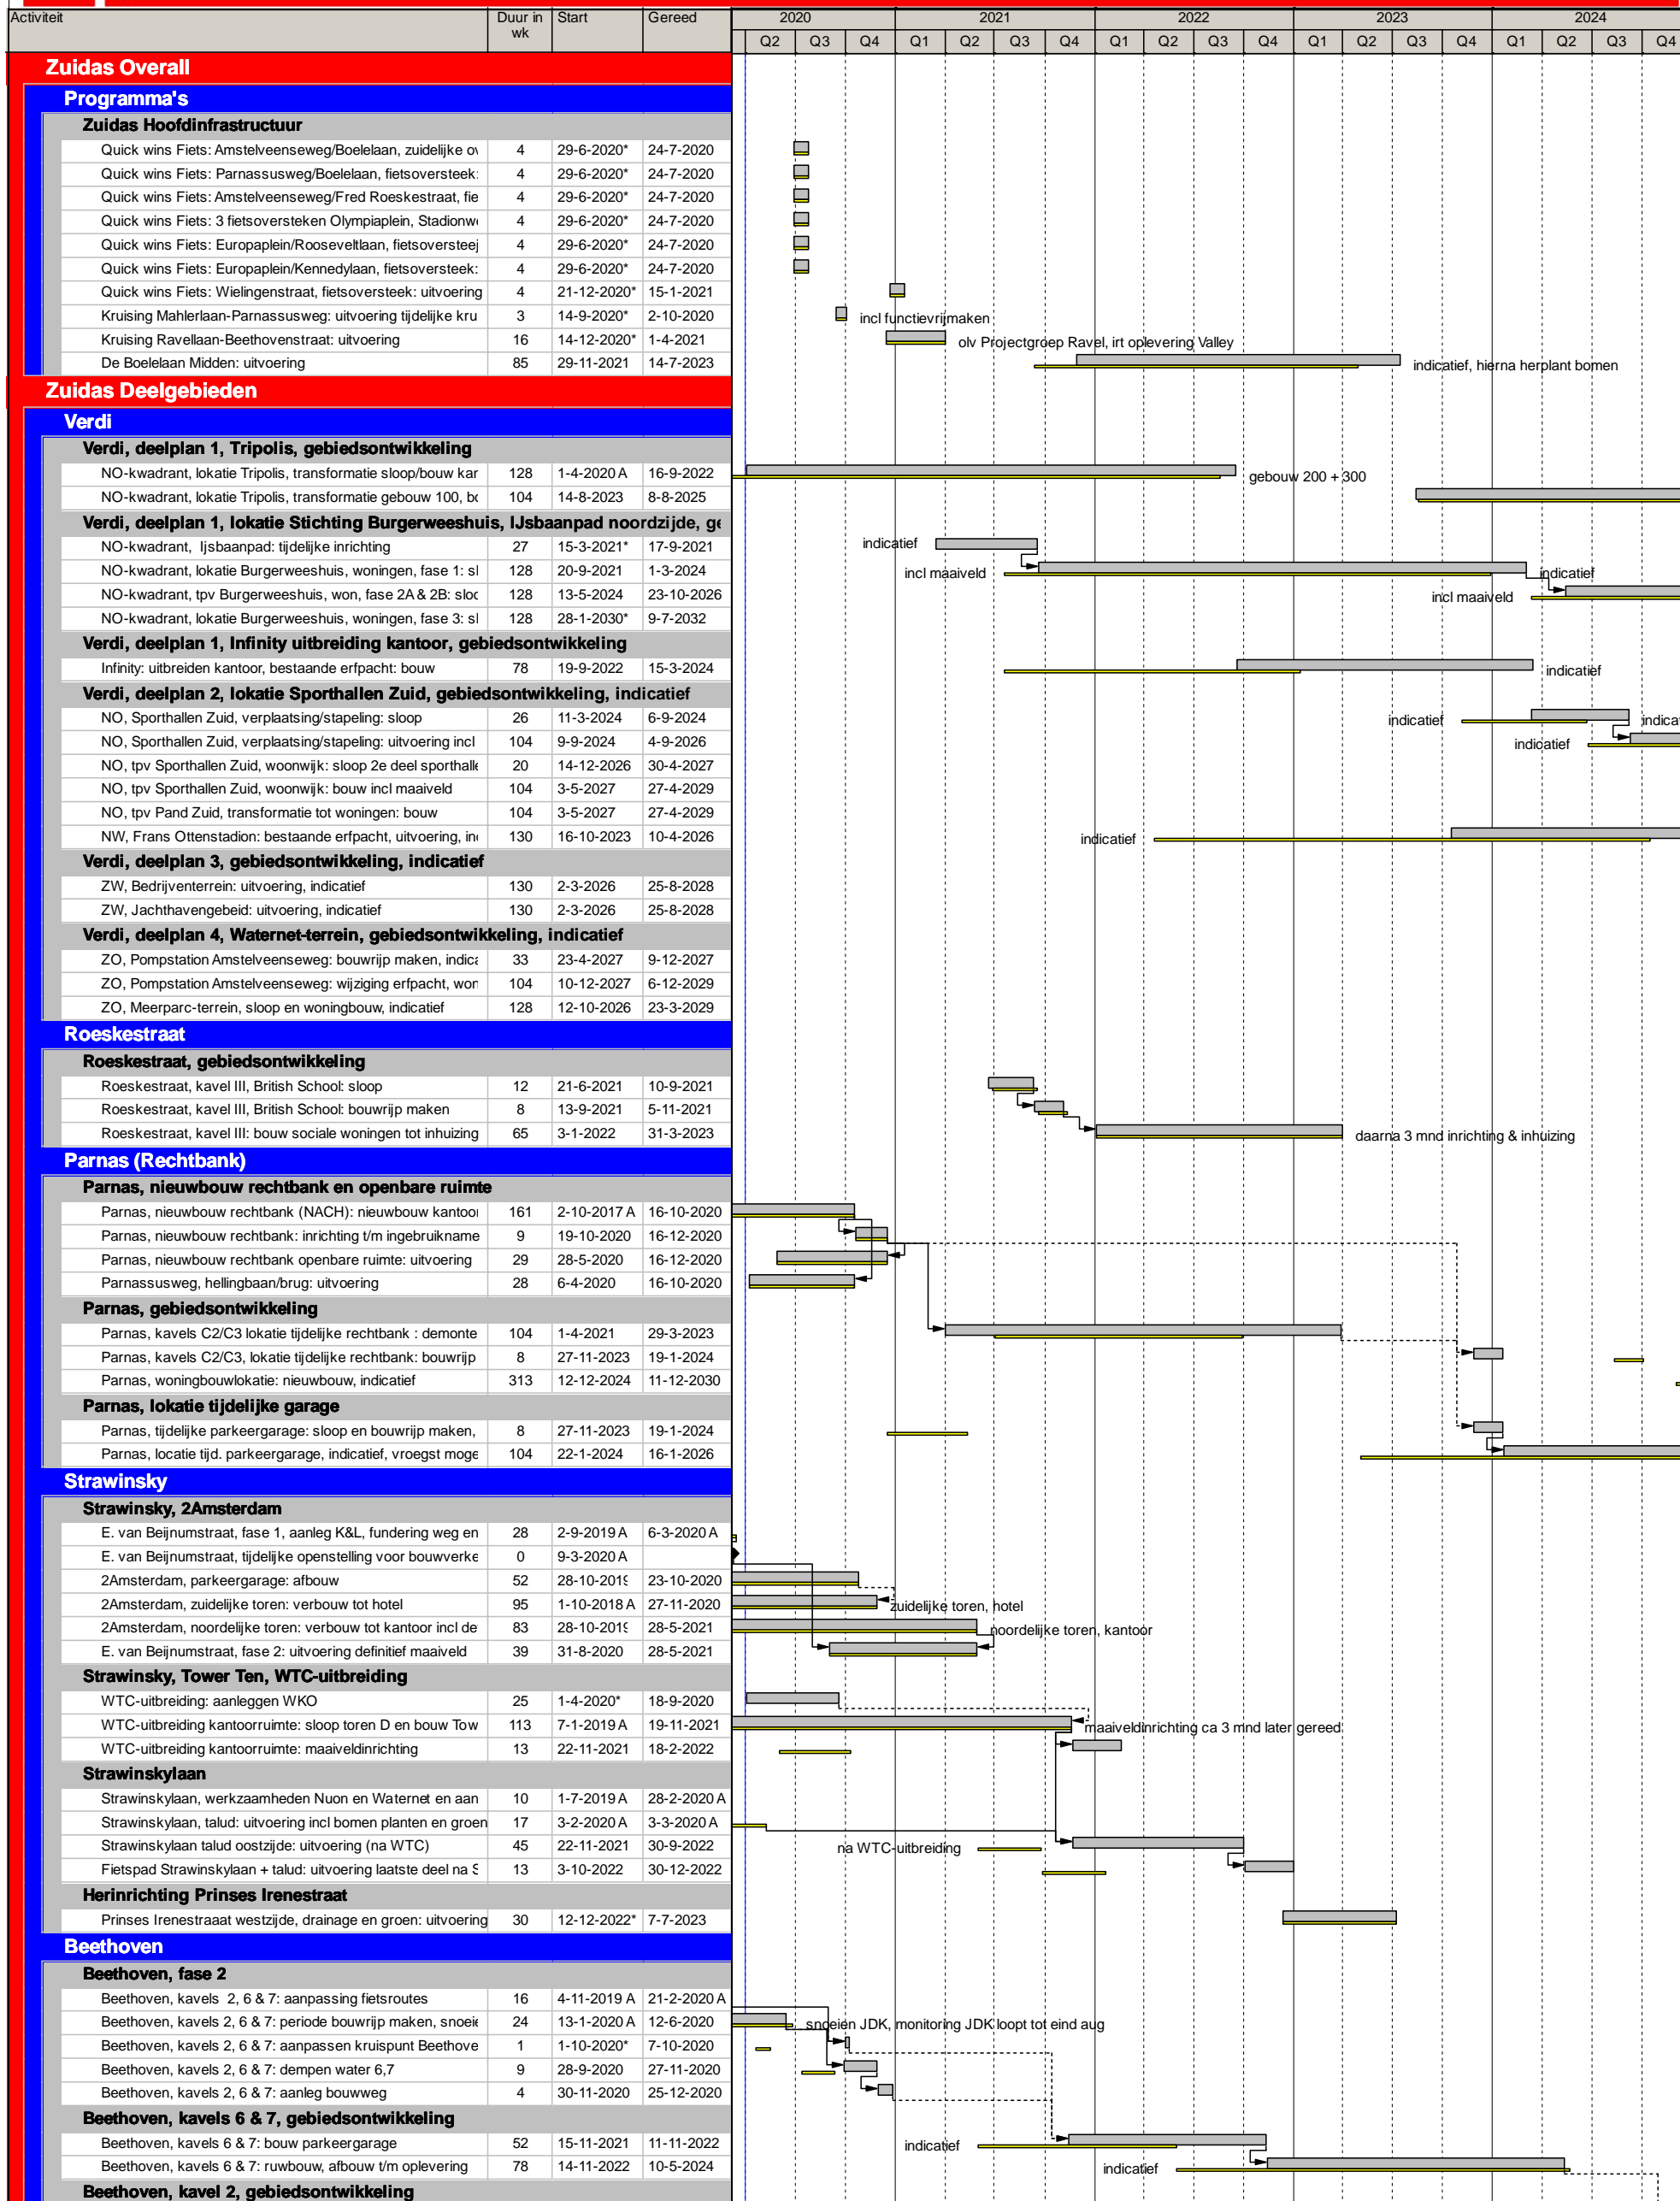 Activiteit Duur in wk Start Gereed 2020 2021 2022 2023 2024
Q2 Q3 Q4 Q1 Q2 Q3 Q4 Q1 Q2 Q3 Q4 Q1 Q2 Q3 Q4 Q1 Q2 Q3 Q4
Zuidas Overall
Programma's
Zuidas Hoofdinfrastructuur
Quick wins Fiets: Amstelveenseweg/Boelelaan, zuidelijke 4 29-6-2020* 24-7-2020
Quick wins Fiets: Parnassusweg/Boelelaan, fietsoversteek: 4 29-6-2020* 24-7-2020
Quick wins Fiets: Amstelveenseweg/Fred Roeskestraat, fie 4 29-6-2020* 24-7-2020
Quick wins Fiets: 3 fietsoversteken Olympiaplein, Stadionw 4 29-6-2020* 24-7-2020
Quick wins Fiets: Europaplein/Rooseveltlaan, fietsoversteej 4 29-6-2020* 24-7-2020
Quick wins Fiets: Europaplein/Kennedylaan, fietsoversteek: 4 29-6-2020* 24-7-2020
Quick wins Fiets: Wielingenstraat, fietsoversteek: uitvoering 4 21-12-2020* 15-1-2021
Kruising Mahlerlaan-Parnassusweg: uitvoering tijdelijke kru 3 14-9-2020* 2-10-2020 incl functievrijmaken
Kruising Ravellaan-Beethovenstraat: uitvoering 16 14-12-2020* 1-4-2021 olv Projectgroep Ravel, irt oplevering Valley
De Boelelaan Midden: uitvoering 85 29-11-2021 14-7-2023 indicatief, hierna herplant bomen
Zuidas Deelgebieden
Verdi
Verdi, deelplan 1, Tripolis, gebiedsontwikkeling
NO-kwadrant, lokatie Tripolis, transformatie sloop/bouw kar 128 1-4-2020 A 16-9-2022 gebouw 200 + 300
NO-kwadrant, lokatie Tripolis, transformatie gebouw 100, bc 104 14-8-2023 8-8-2025
Verdi, deelplan 1, lokatie Stichting Burgerweeshuis, IJsbaanpad noordzijde, ge
NO-kwadrant, Ijsbaanpad: tijdelijke inrichting 27 15-3-2021* 17-9-2021 indicatief
NO-kwadrant, lokatie Burgerweeshuis, woningen, fase 1: sl 128 20-9-2021 1-3-2024 incl maaiveld indicatief
NO-kwadrant, tpv Burgerweeshuis, won, fase 2A & 2B: sloc 128 13-5-2024 23-10-2026 incl maaiveld
NO-kwadrant, lokatie Burgerweeshuis, woningen, fase 3: sl 128 28-1-2030* 9-7-2032
Verdi, deelplan 1, Infinity uitbreiding kantoor, gebiedsontwikkeling
Infinity: uitbreiden kantoor, bestaande erfpacht: bouw 78 19-9-2022 15-3-2024 indicatief
Verdi, deelplan 2, lokatie Sporthallen Zuid, gebiedsontwikkeling, indicatief
NO, Sporthallen Zuid, verplaatsing/stapeling: sloop 26 11-3-2024 6-9-2024 indicatief indica
NO, Sporthallen Zuid, verplaatsing/stapeling: uitvoering incl 104 9-9-2024 4-9-2026 indicatief
NO, tpv Sporthallen Zuid, woonwijk: sloop 2e deel sporthalle 20 14-12-2026 30-4-2027
NO, tpv Sporthallen Zuid, woonwijk: bouw incl maaiveld 104 3-5-2027 27-4-2029
NO, tpv Pand Zuid, transformatie tot woningen: bouw 104 3-5-2027 27-4-2029
NW, Frans Ottenstadion: bestaande erfpacht, uitvoering, in 130 16-10-2023 10-4-2026 indicatief
Verdi, deelplan 3, gebiedsontwikkeling, indicatief
ZW, Bedrijventerrein: uitvoering, indicatief 130 2-3-2026 25-8-2028
ZW, Jachthavengebeid: uitvoering, indicatief 130 2-3-2026 25-8-2028
Verdi, deelplan 4, Waternet-terrein, gebiedsontwikkeling, indicatief
ZO, Pompstation Amstelveenseweg: bouwrijp maken, indica 33 23-4-2027 9-12-2027
ZO, Pompstation Amstelveenseweg: wijziging erfpacht, won 104 10-12-2027 6-12-2029
ZO, Meerparc-terrein, sloop en woningbouw, indicatief 128 12-10-2026 23-3-2029
Roeskestraat
Roeskestraat, gebiedsontwikkeling
Roeskestraat, kavel III, British School: sloop 12 21-6-2021 10-9-2021
Roeskestraat, kavel III, British School: bouwrijp maken 8 13-9-2021 5-11-2021
Roeskestraat, kavel III: bouw sociale woningen tot inhuizing 65 3-1-2022 31-3-2023 daarna 3 mnd inrichting & inhuizing
Parnas (Rechtbank)
Parnas, nieuwbouw rechtbank en openbare ruimte
Parnas, nieuwbouw rechtbank (NACH): nieuwbouw kantoor 161 2-10-2017 A 16-10-2020
Parnas, nieuwbouw rechtbank: inrichting t/m ingebruikname 9 19-10-2020 16-12-2020
Parnas, nieuwbouw rechtbank openbare ruimte: uitvoering 29 28-5-2020 16-12-2020
Parnassusweg, hellingbaan/brug: uitvoering 28 6-4-2020 16-10-2020
Parnas, gebiedsontwikkeling
Parnas, kavels C2/C3 lokatie tijdelijke rechtbank : demonte 104 1-4-2021 29-3-2023
Parnas, kavels C2/C3, lokatie tijdelijke rechtbank: bouwrijp 8 27-11-2023 19-1-2024
Parnas, woningbouwlokatie: nieuwbouw, indicatief 313 12-12-2024 11-12-2030
Parnas, lokatie tijdelijke garage
Parnas, tijdelijke parkeergarage: sloop en bouwrijp maken, 8 27-11-2023 19-1-2024
Parnas, locatie tijd. parkeergarage, indicatief, vroegst moge 104 22-1-2024 16-1-2026
Strawinsky
Strawinsky, 2Amsterdam
E. van Beijnumstraat, fase 1, aanleg K&L, fundering weg en 28 2-9-2019 A 6-3-2020 A
E. van Beijnumstraat, tijdelijke openstelling voor bouwverke 0 9-3-2020 A
2Amsterdam, parkeergarage: afbouw 52 28-10-2019 23-10-2020
2Amsterdam, zuidelijke toren: verbouw tot hotel 95 1-10-2018 A 27-11-2020 zuidelijke toren, hotel
2Amsterdam, noordelijke toren: verbouw tot kantoor incl de 83 28-10-2019 28-5-2021 noordelijke toren, kantoor
E. van Beijnumstraat, fase 2: uitvoering definitief maaiveld 39 31-8-2020 28-5-2021
Strawinsky, Tower Ten, WTC-uitbreiding
WTC-uitbreiding: aanleggen WKO 25 1-4-2020* 18-9-2020
WTC-uitbreiding kantoorruimte: sloop toren D en bouw Tow 113 7-1-2019 A 19-11-2021 maaiveldinrichting ca 3 mnd later gereed
WTC-uitbreiding kantoorruimte: maaiveldinrichting 13 22-11-2021 18-2-2022
Strawinskylaan
Strawinskylaan, werkzaamheden Nuon en Waternet en aan 10 1-7-2019 A 28-2-2020 A
Strawinskylaan, talud: uitvoering incl bomen planten en groen 17 3-2-2020 A 3-3-2020 A
Strawinskylaan talud oostzijde: uitvoering (na WTC) 45 22-11-2021 30-9-2022 na WTC-uitbreiding
Fietspad Strawinskylaan + talud: uitvoering laatste deel na S 13 3-10-2022 30-12-2022
Herinrichting Prinses Irenestraat
Prinses Irenestraaat westzijde, drainage en groen: uitvoering 30 12-12-2022* 7-7-2023
Beethoven
Beethoven, fase 2
Beethoven, kavels 2, 6 & 7: aanpassing fietsroutes 16 4-11-2019 A 21-2-2020 A
Beethoven, kavels 2, 6 & 7: periode bouwrijp maken, snoeie 24 13-1-2020 A 12-6-2020 snoeien JDK, monitoring JDK loopt tot eind aug
Beethoven, kavels 2, 6 & 7: aanpassen kruispunt Beethove 1 1-10-2020* 7-10-2020
Beethoven, kavels 2, 6 & 7: dempen water 6,7 9 28-9-2020 27-11-2020
Beethoven, kavels 2, 6 & 7: aanleg bouwweg 4 30-11-2020 25-12-2020
Beethoven, kavels 6 & 7, gebiedsontwikkeling
Beethoven, kavels 6 & 7: bouw parkeergarage 52 15-11-2021 11-11-2022 indicatief
Beethoven, kavels 6 & 7: ruwbouw, afbouw t/m oplevering 78 14-11-2022 10-5-2024 indicatief
Beethoven, kavel 2, gebiedsontwikkeling